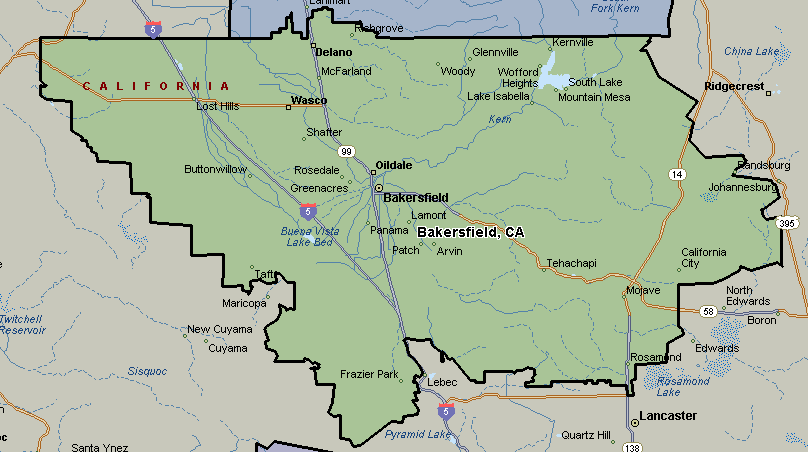 Earlimart
South
Fork Kern
5
Richgrove
Delano
Kernville
Glennville
China Lake
McFarland
Woody
Wofford
Heights
South Lake
CALIFORNIA
Ridgecrest
Lake Isabella
Mountain Mesa
Lost Hills
Wasco
Kern
Shafter
99
Oildale
Randsburg
Buttonwillow
Rosedale
14
Greenacres
Johannesburg
Bakersfield
5
Lamont
395
Buena Vista
Lake Bed
Panama
Bakersfield, CA
Patch
Arvin
California
City
Taft
Tehachapi
Maricopa
Mojave
North
Edwards
58
Boron
Twitchell
Reservoir
New Cuyama
Cuyama
Edwards
Rosamond
Sisquoc
Frazier Park
Lebec
Rosamond
Lake
5
Lancaster
oc
Pyramid Lake
Quartz Hill
Santa Ynez
138